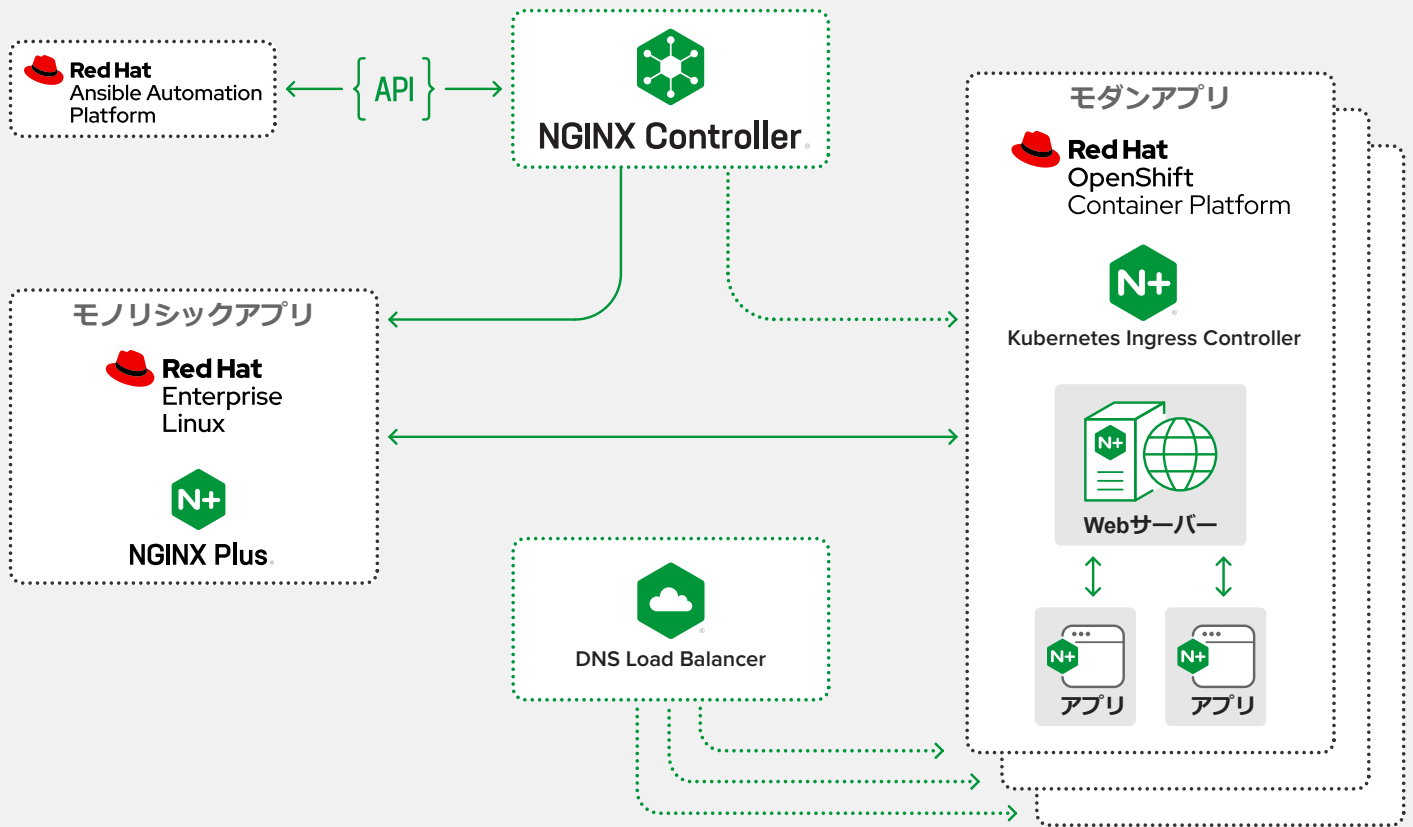 Red Hat
Ansible Automation
Platform
{ API }
NGINX Controller®
モダンアプリ
Red Hat
OpenShift
Container Platform
N+
®
Kubernetes Ingress Controller
N+
Webサーバー
N+
アプリ
N+
アプリ
モノリシックアプリ
Red Hat
Enterprise
Linux
N+
NGINX Plus®
®
DNS Load Balancer